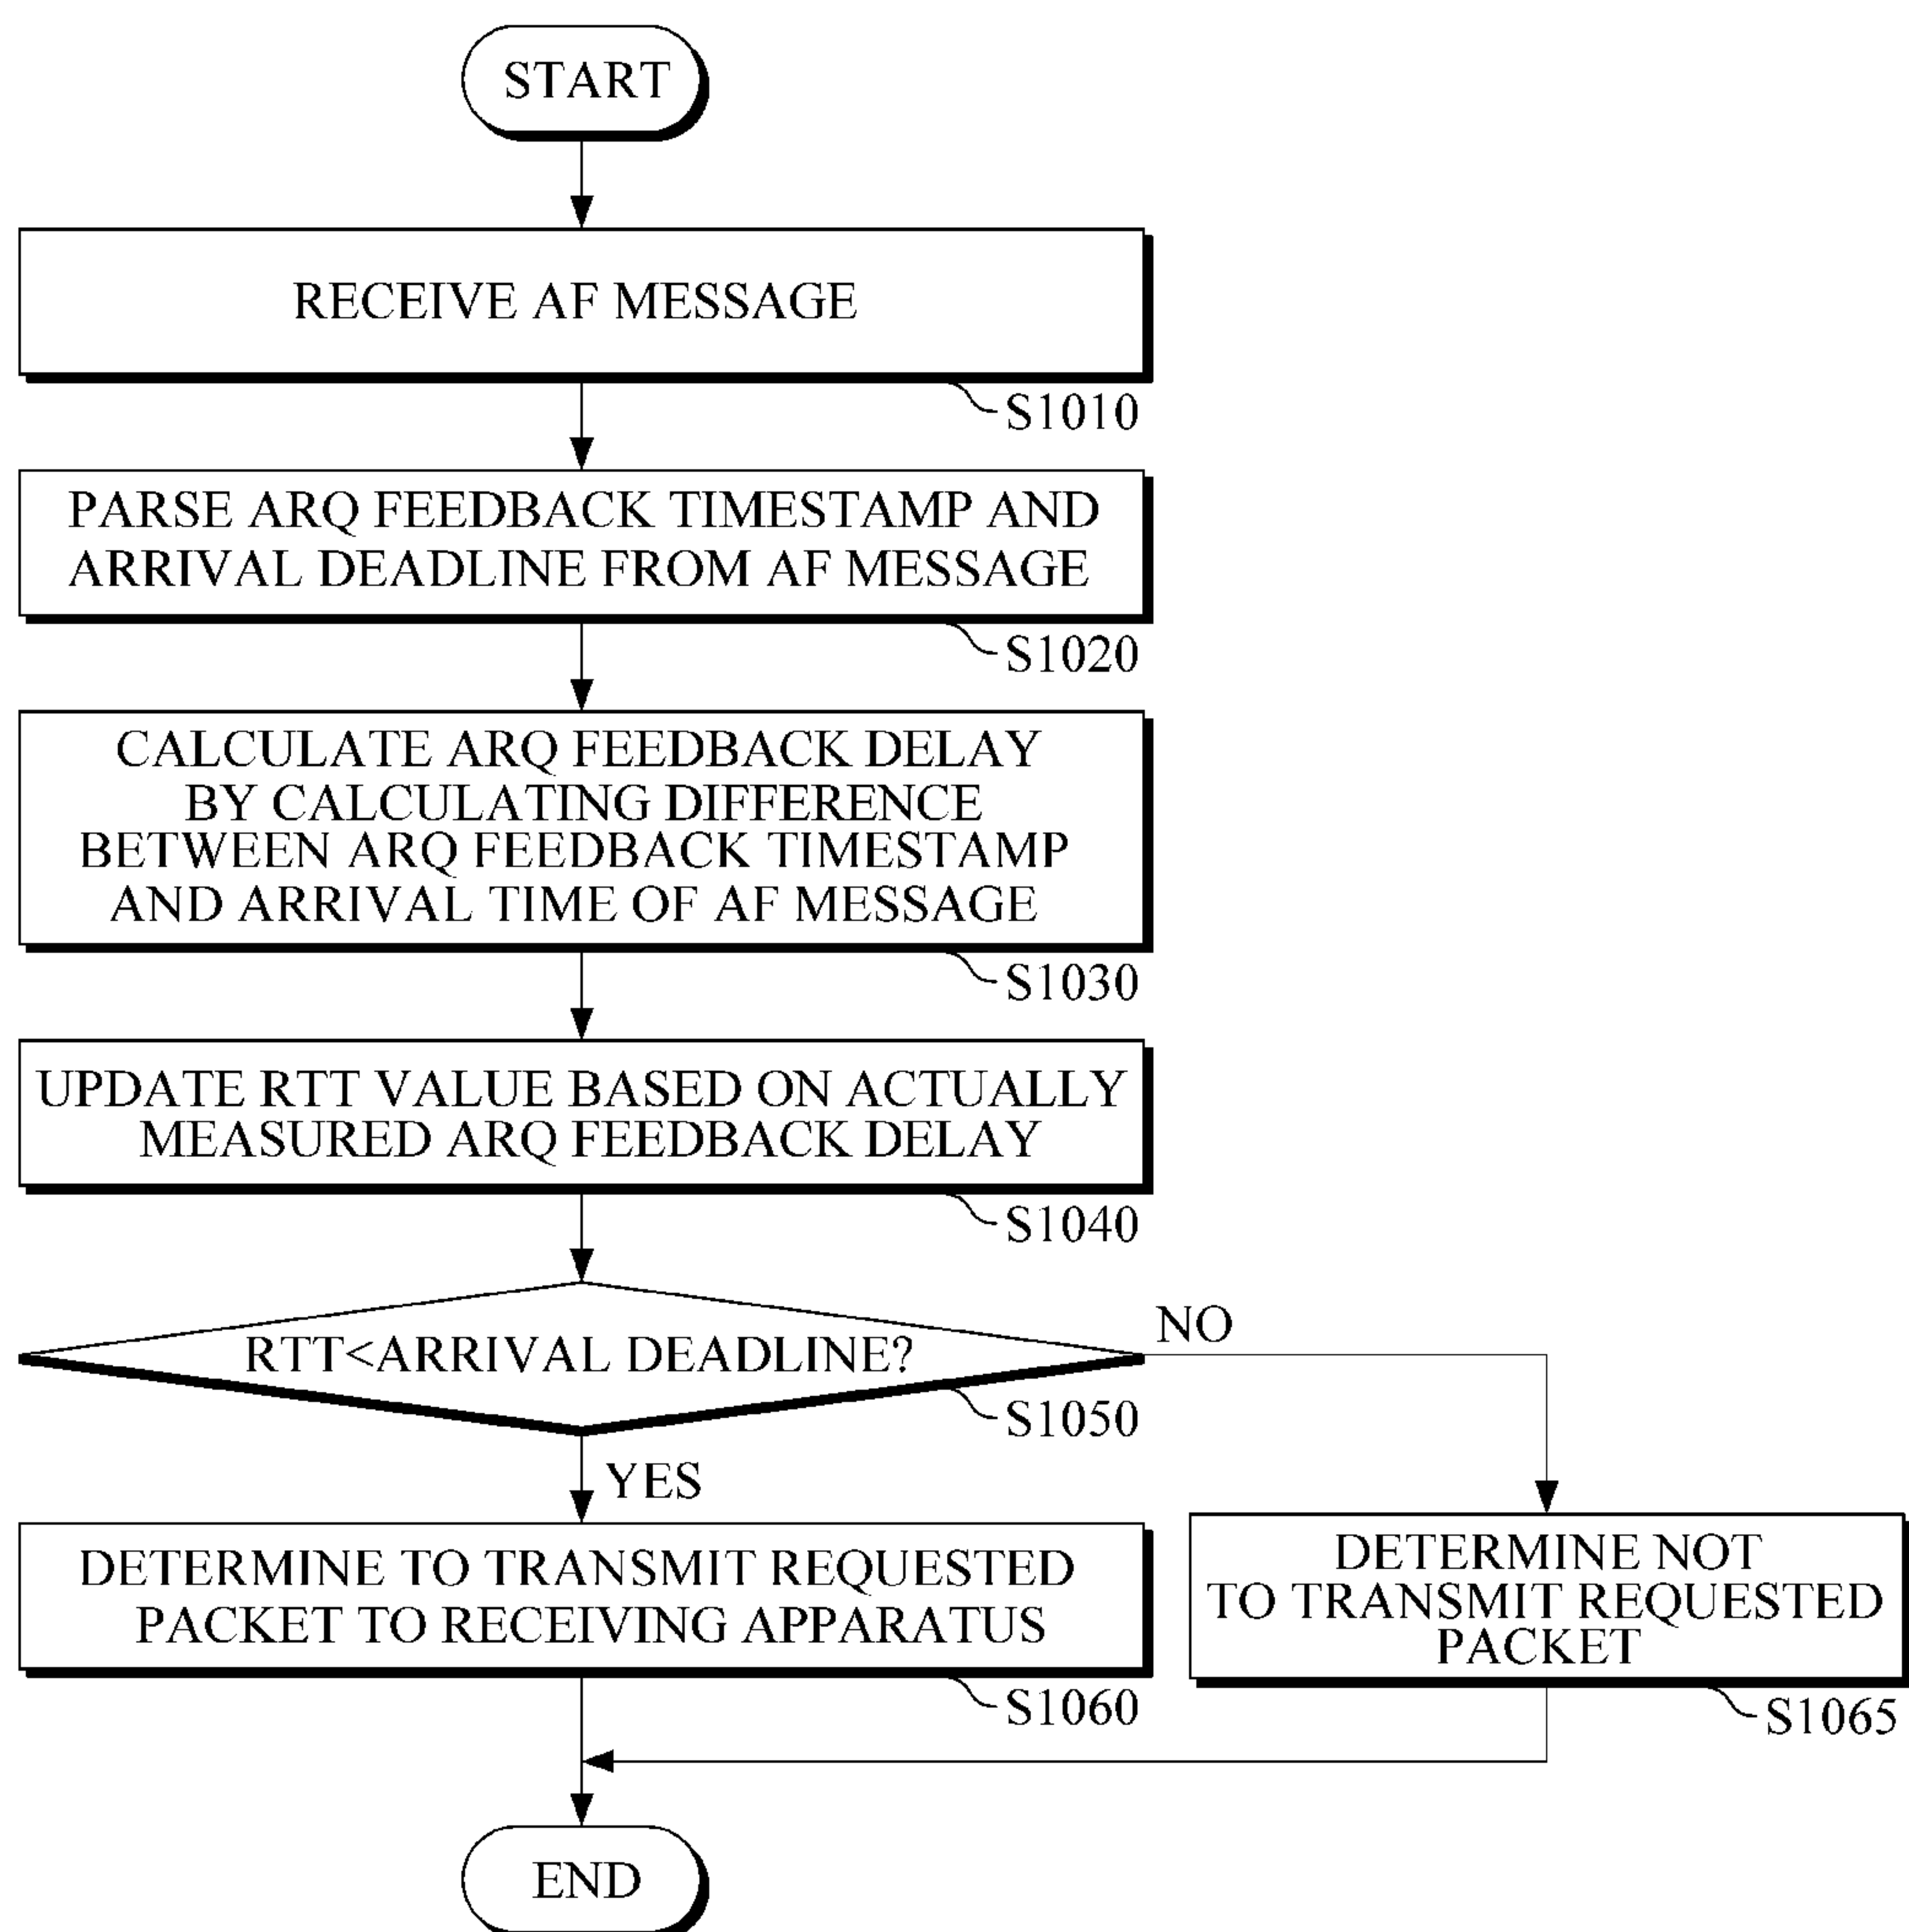 START
RECEIVE AF MESSAGE
S1010
PARSE ARQ FEEDBACK TIMESTAMP AND
ARRIVAL DEADLINE FROM AF MESSAGE
S1020
CALCULATE ARQ FEEDBACK DELAY
BY CALCULATING DIFFERENCE
BETWEEN ARQ FEEDBACK TIMESTAMP
AND ARRIVAL TIME OF AF MESSAGE
S1030
UPDATE RTT VALUE BASED ON ACTUALLY
MEASURED ARQ FEEDBACK DELAY
S1040
RTT<ARRIVAL DEADLINE?
NO
S1050
YES
DETERMINE TO TRANSMIT REQUESTED
PACKET TO RECEIVING APPARATUS
S1060
DETERMINE NOT
TO TRANSMIT REQUESTED
PACKET
S1065
END